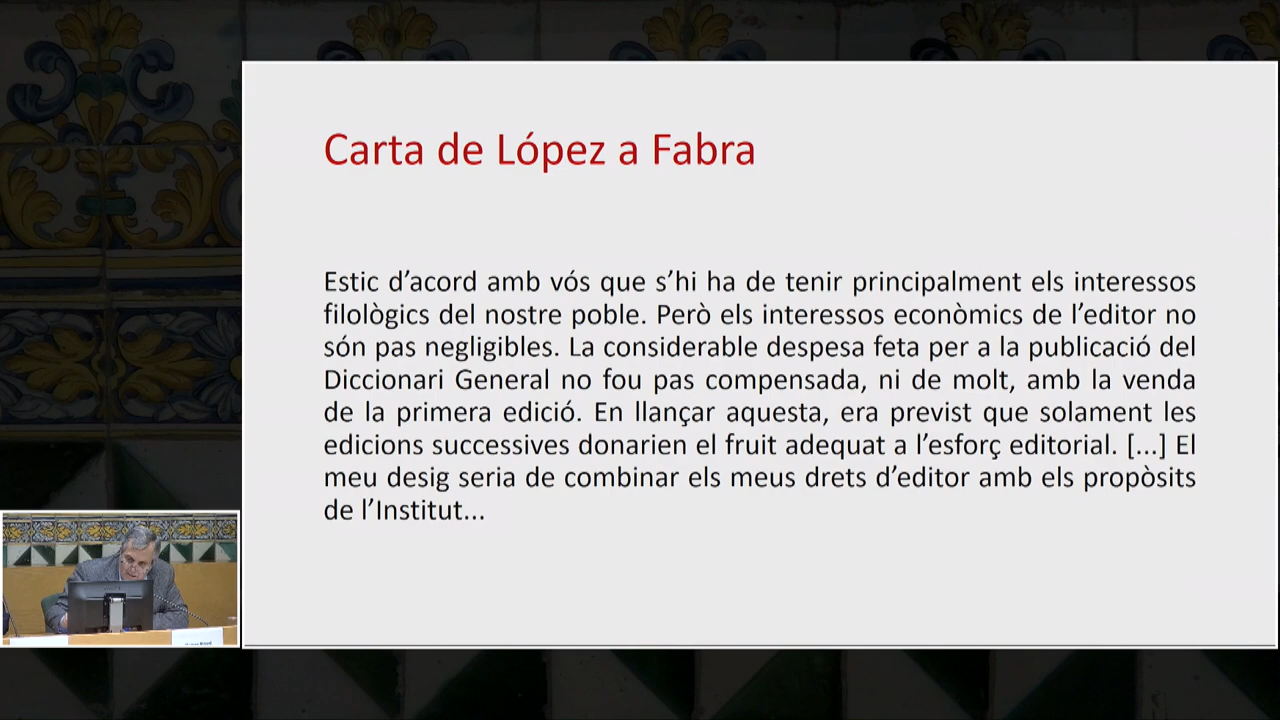 Carta de López a Fabra
Estic d’acord amb vós que s’hi ha de tenir principalment els interessos
filològics del nostre poble. Però els interessos econòmics de l’editor no
són pas negligibles. La considerable despesa feta per a la publicació del
Diccionari General no fou pas compensada, ni de molt, amb la venda
de la primera edició. En llançar aquesta, era previst que solament les
edicions successives donarien el fruit adequat a l’esforç editorial. [...] El
meu desig seria de combinar els meus drets d’editor amb els propòsits
de l’Institut...